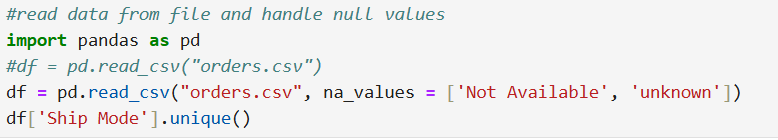 #read data from file and handle null values
import pandas as pd
#df = pd.read_csv("orders.csv")
df = pd.read_csv("orders.csv", na_values = ['Not Available', 'unknown'])
df['Ship Mode'].unique()